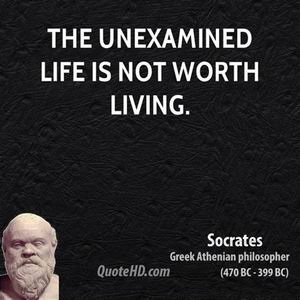 THE UNEXAMINED
LIFE IS NOT WORTH
LIVING.
Socrates
Greek Athenian philosopher
(470 BC - 399 BC)
QuoteHD.com